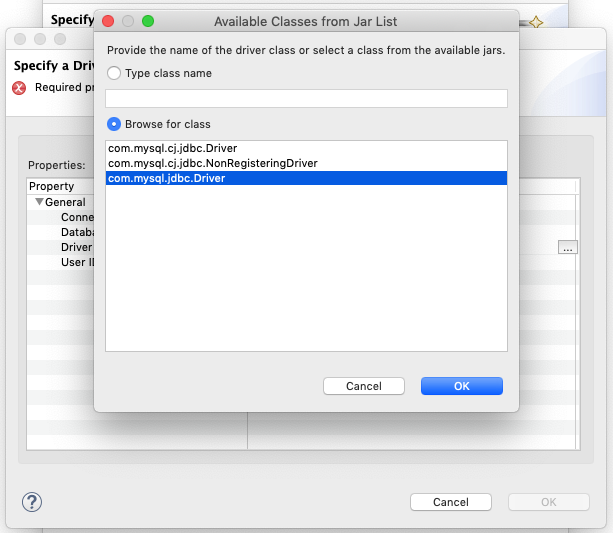 Specify
Available Classes from Jar List
Provide the name of the driver class or select a class from the available jars.
Specify a Driv
Required pr
Type class name
Browse for class
com.mysql.cj.jdbc.Driver
com.mysql.cj.jdbc.NonRegisteringDriver
com.mysql.jdbc.Driver
Properties:
Property
General
Conne
Databa
Driver
...
User ID
Cancel
OK
?
Cancel
OK